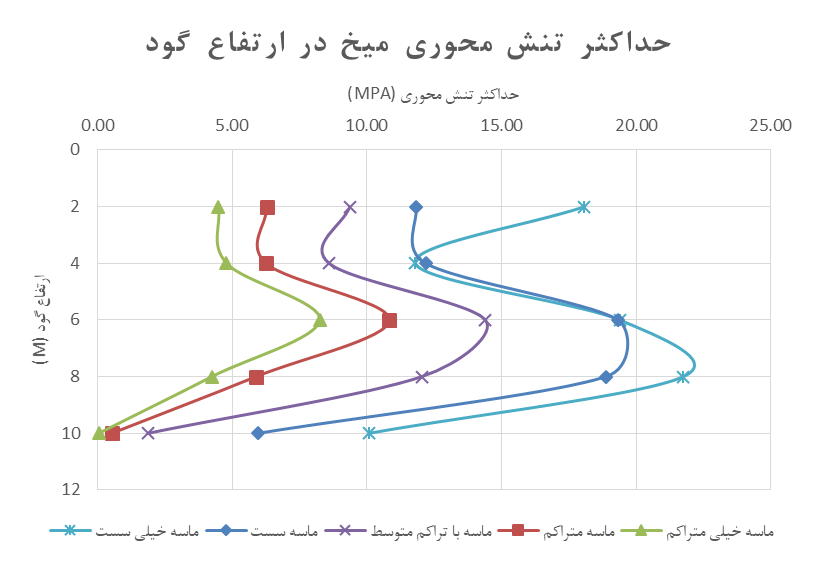 حداکثر تنش محوری میخ در ارتفاع گود
حداکثر تنش محوری (MPA)
0.00 5.00 10.00 15.00 20.00 25.00
0
2
4
6
8
10
12
ارتفاع گود (M)
ماسه خیلی متراکم ماسه متراکم ماسه با تراکم متوسط ماسه سست ماسه خیلی سست